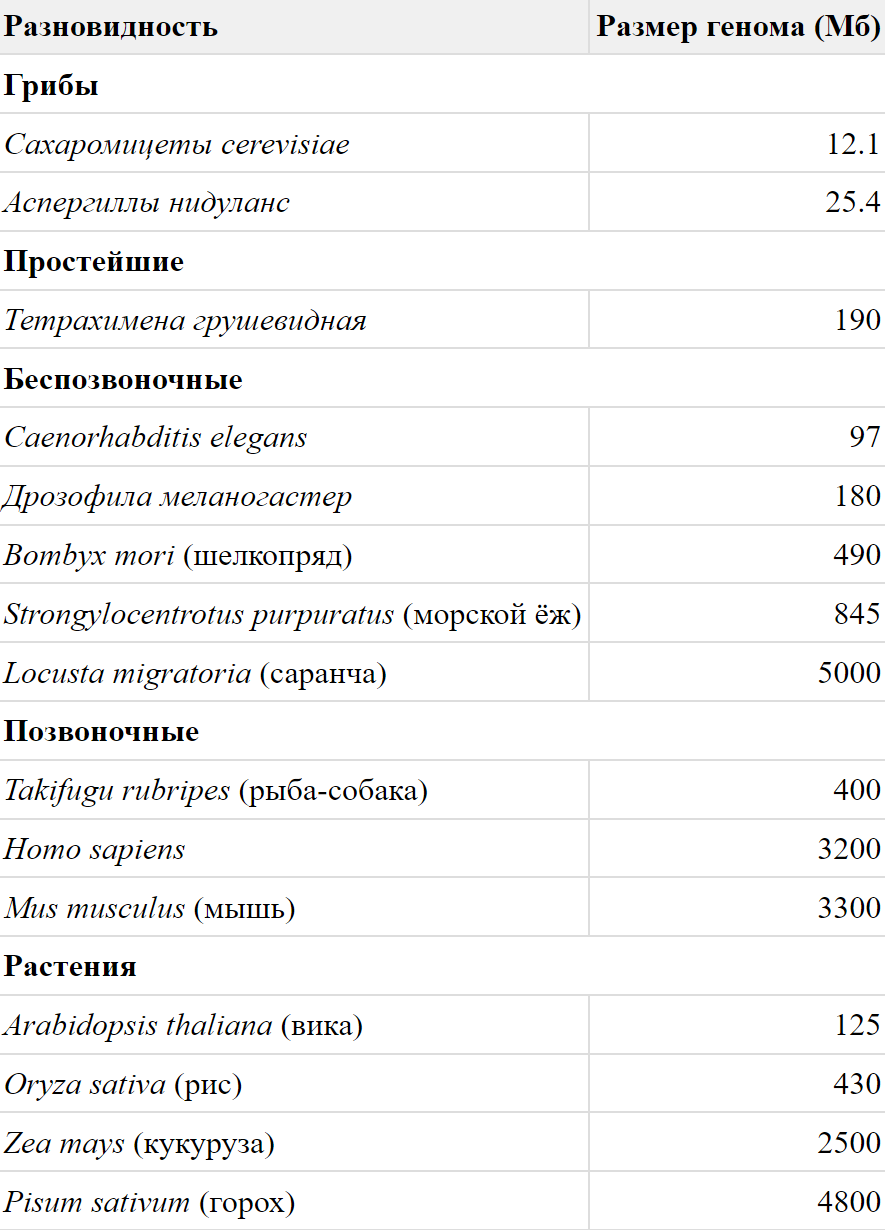 Разновидность Размер генома (Мб)
Грибы
Сахаромицеты cerevisiae 12.1
Аспергиллы нидуланс 25.4
Простейшие
Тетрахимена грушевидная 190
Беспозвоночные
Caenorhabditis elegans 97
Дрозофила меланогастер 180
Bombyx mori (шелкопряд) 490
Strongylocentrotus purpuratus (морской ёж) 845
Locusta migratoria (саранча) 5000
Позвоночные
Takifugu rubripes (рыба-собака) 400
Homo sapiens 3200
Mus musculus (мышь) 3300
Растения
Arabidopsis thaliana (вика) 125
Oryza sativa (рис) 430
Zea mays (кукуруза) 2500
Pisum sativum (горох) 4800